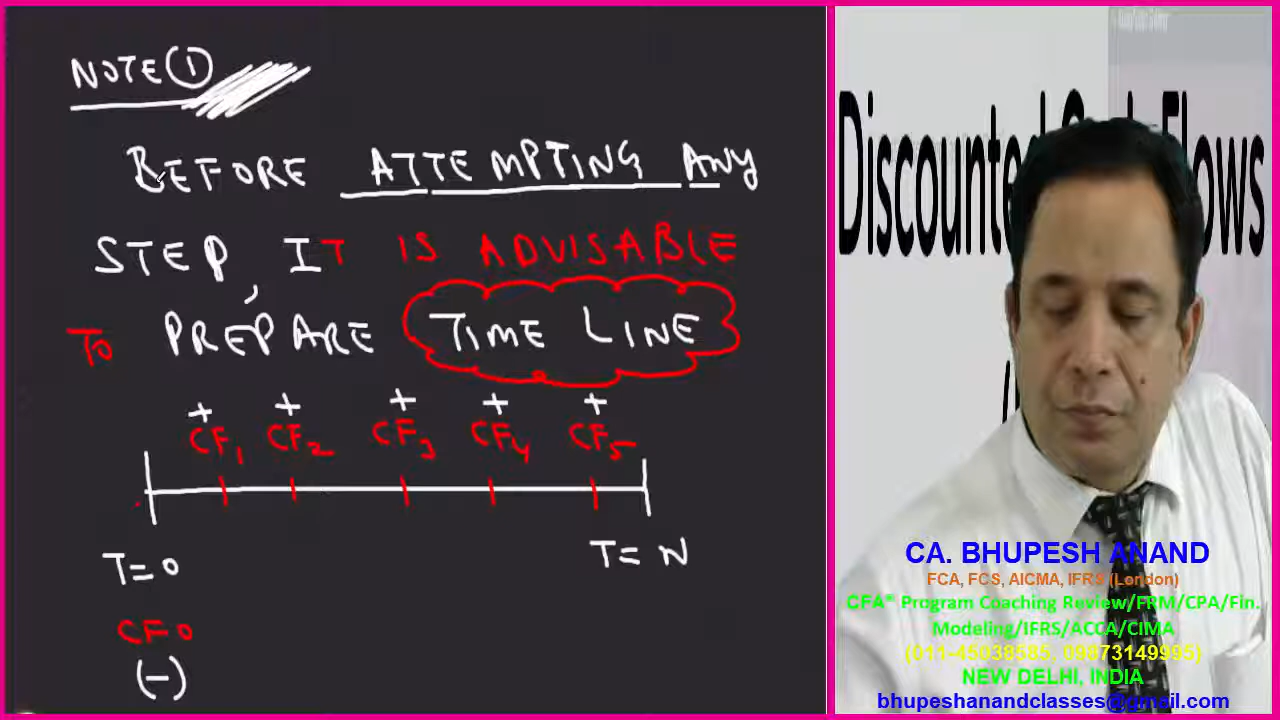 NOTE ①
BEFORE ATTEMPTING ANY
STEP, IT IS ADVISABLE
TO PREPARE TIME LINE
+ + + + +
CF1 CF2 CF3 CF4 CF5
T=0 T=N
CF0
(-)
Discounted Flows
CA. BHUPESH ANAND
FCA, FCS, AICMA, IFRS (London)
CFA® Program Coaching Review/FRM/CPA/Fin.
Modeling/IFRS/ACCA/CIMA
(011-45038585, 09873149995)
NEW DELHI, INDIA
bhupeshanandclasses@gmail.com